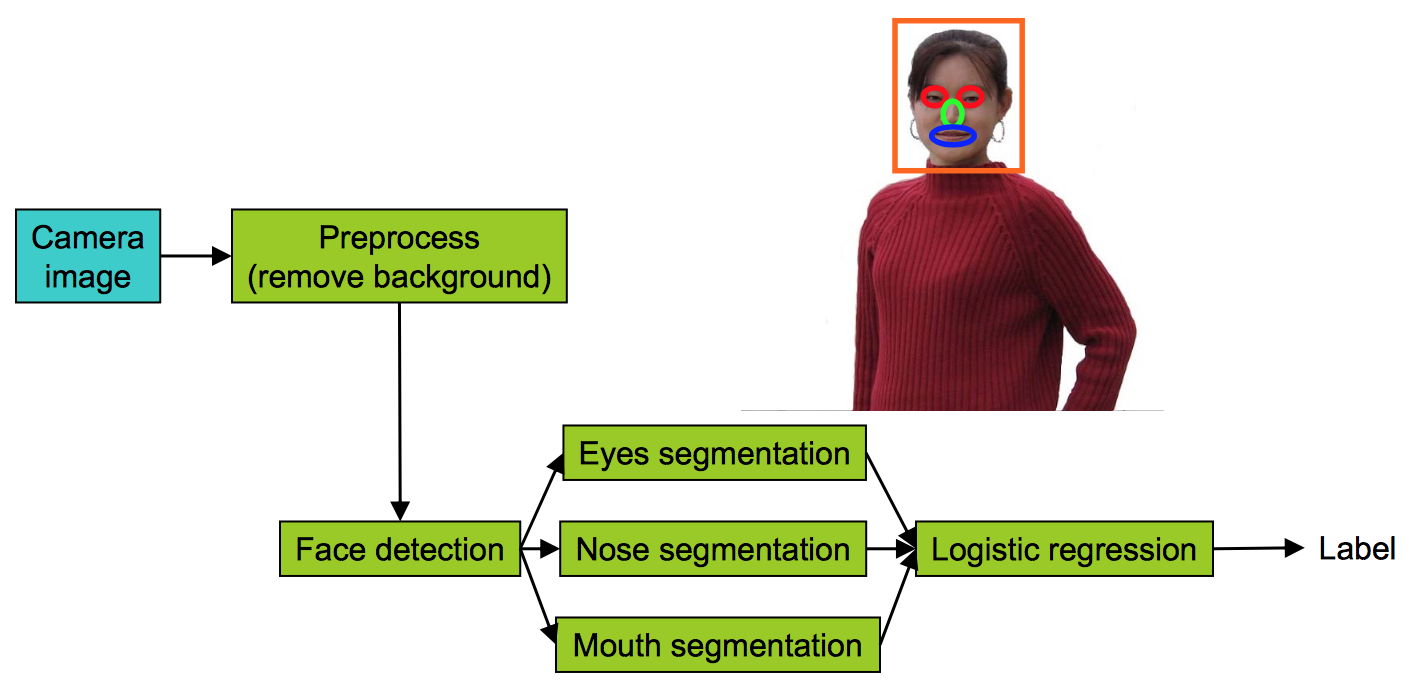 Camera
image
Preprocess
(remove background)
Eyes segmentation
Face detection
Nose segmentation
Logistic regression
Label
Mouth segmentation